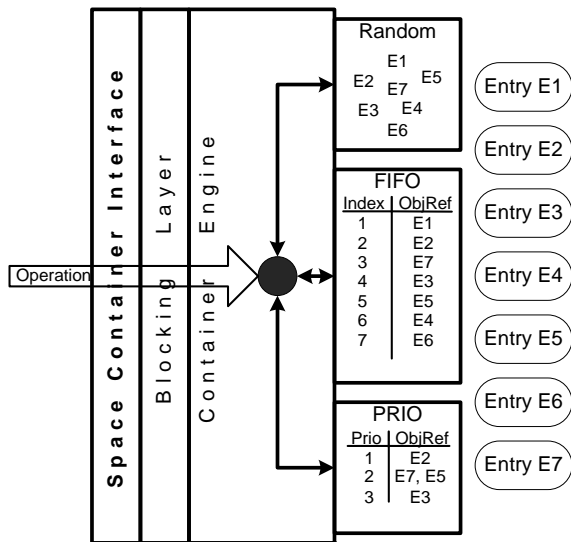 Space Container Interface
Blocking Layer
Container Engine
Operation
Random
E1
E2
E5
E7
E3
E4
E6
FIFO
Index ObjRef
1 E1
2 E2
3 E7
4 E3
5 E5
6 E4
7 E6
PRIO
Prio ObjRef
1 E2
2 E7, E5
3 E3
Entry E1
Entry E2
Entry E3
Entry E4
Entry E5
Entry E6
Entry E7